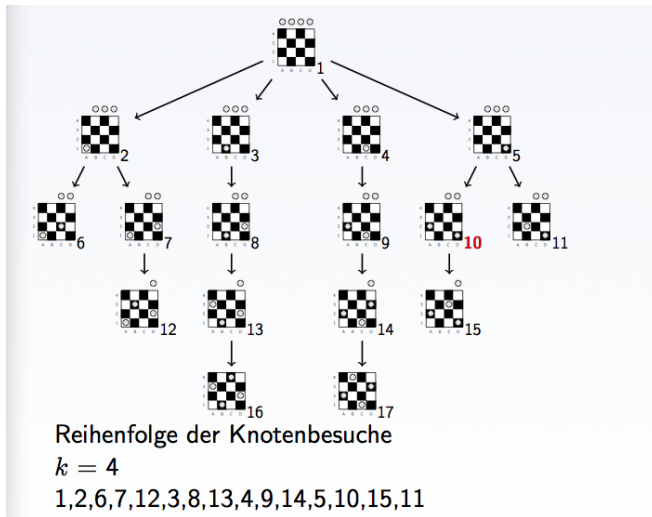 1
2 3 4 5
6 7 8 9 10 11
12 13 14 15
16 17
Reihenfolge der Knotenbesuche
k = 4
1,2,6,7,12,3,8,13,4,9,14,5,10,15,11